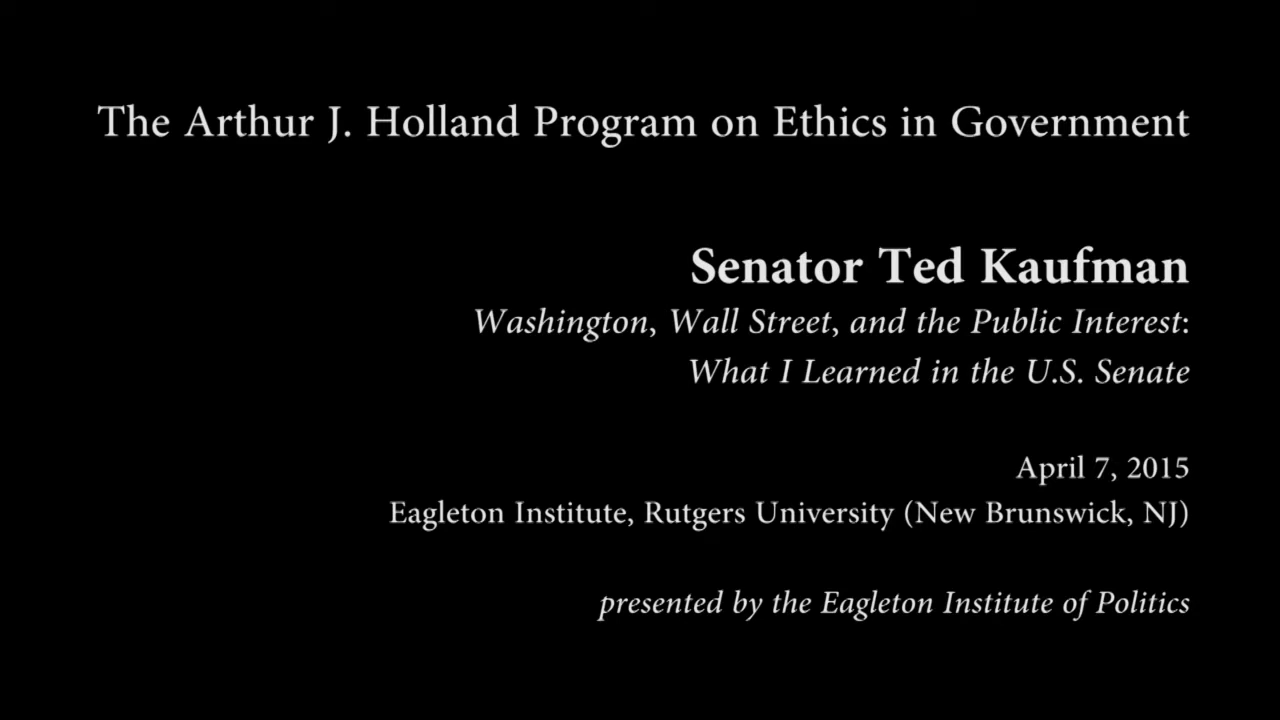 The Arthur J. Holland Program on Ethics in Government
Senator Ted Kaufman
Washington, Wall Street, and the Public Interest:
What I Learned in the U.S. Senate
April 7, 2015
Eagleton Institute, Rutgers University (New Brunswick, NJ)
presented by the Eagleton Institute of Politics